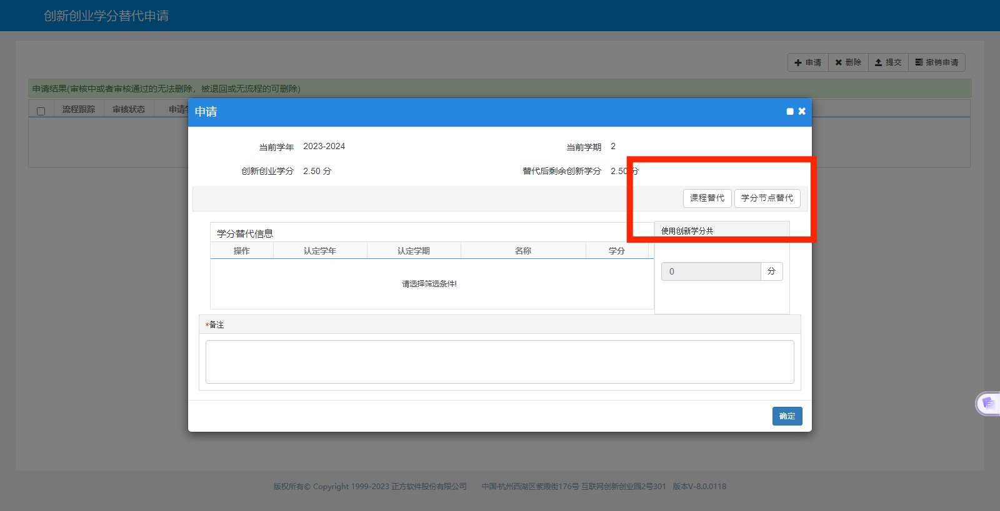 创新创业学分替代申请
申请 删除 提交 撤销申请
申请结果(审核中或者审核通过的无法删除，被退回或无流程的可删除)
流程跟踪 审核状态 申请学
申请
当前学年 2023-2024 当前学期 2
创新创业学分 2.50 分 替代后剩余创新学分 2.50 分
课程替代 学分节点替代
使用创新学分共
学分替代信息
操作 认定学年 认定学期 名称 学分
0 分
请选择筛选条件!
*备注
确定
版权所有© Copyright 1999-2023 正方软件股份有限公司 中国·杭州西湖区紫霞街176号 互联网创新创业园2号301 版本V-8.0.0118